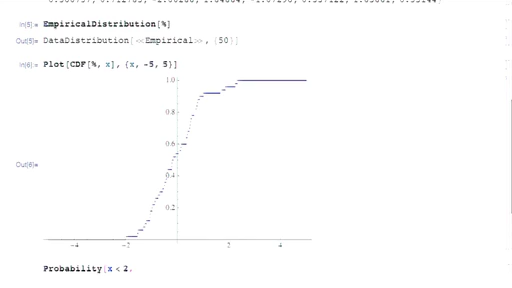 In[5]:= EmpiricalDistribution[%]
Out[5]= DataDistribution[<<Empirical>>, {50}]
In[6]:= Plot[CDF[%, x], {x, -5, 5}]
1.0
0.8
0.6
0.4
0.2
Out[6]=
-4 -2 2 4
Probability[x < 2,